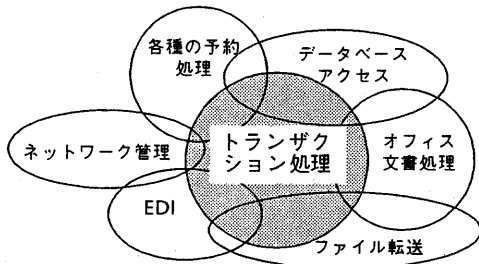 各種の予約
処理
データベース
アクセス
ネットワーク管理
トランザク
ション処理
オフィス
文書処理
EDI
ファイル転送